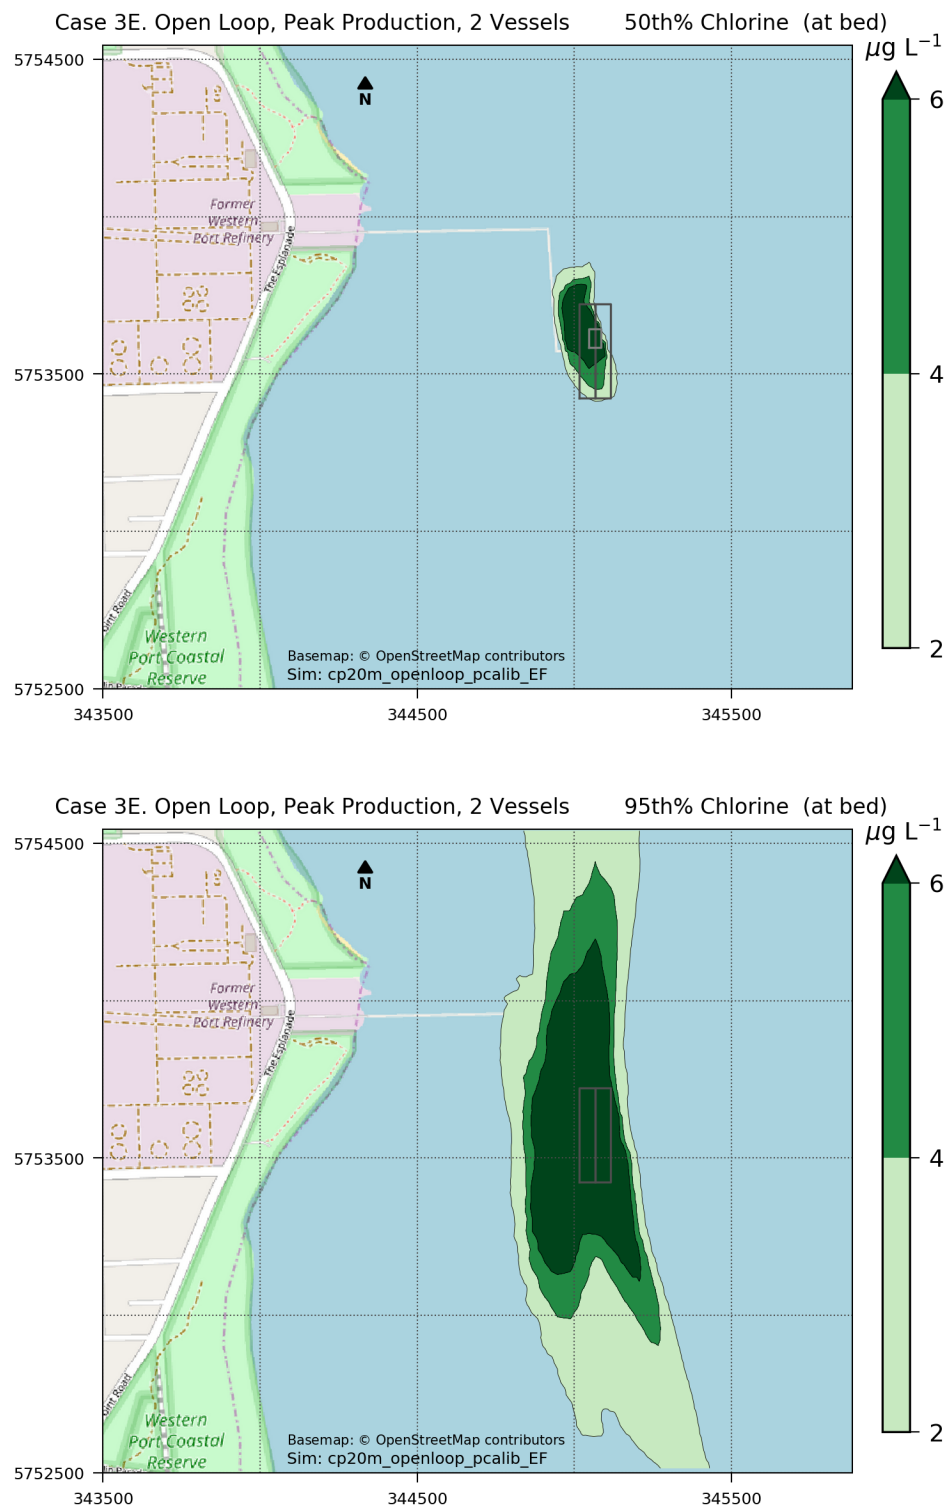 Case 3E. Open Loop, Peak Production, 2 Vessels 50th% Chlorine (at bed)
μg L⁻¹
5754500
N
6
Former
Western
Port Refinery
The Esplanade
5753500
4
oint Road
Western
Port Coastal
Reserve
Basemap: © OpenStreetMap contributors
Sim: cp20m_openloop_pcalib_EF
2
5752500
343500 344500 345500
Case 3E. Open Loop, Peak Production, 2 Vessels 95th% Chlorine (at bed)
μg L⁻¹
5754500
N
6
Former
Western
Port Refinery
The Esplanade
5753500
4
oint Road
Western
Port Coastal
Reserve
Basemap: © OpenStreetMap contributors
Sim: cp20m_openloop_pcalib_EF
2
5752500
343500 344500 345500